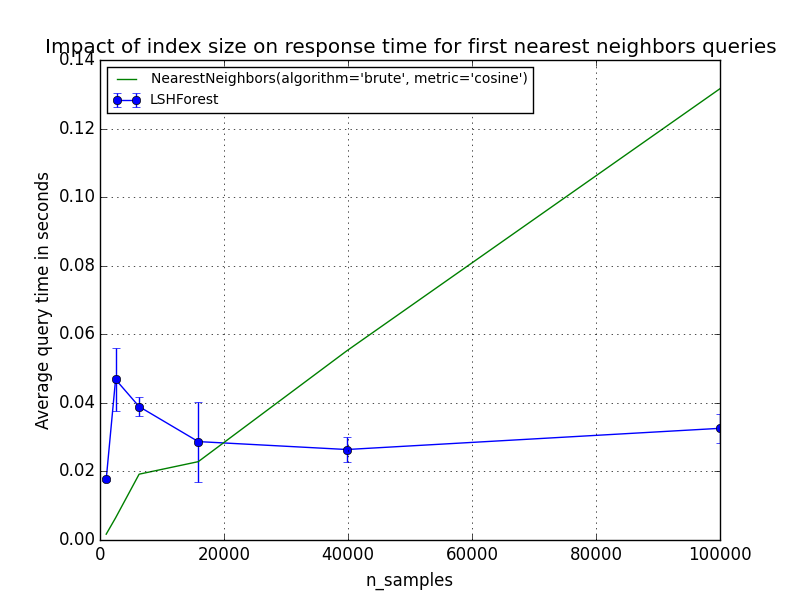 Impact of index size on response time for first nearest neighbors queries
NearestNeighbors(algorithm='brute', metric='cosine')
LSHForest
Average query time in seconds
0.14
0.12
0.10
0.08
0.06
0.04
0.02
0.00
0 20000 40000 60000 80000 100000
n_samples